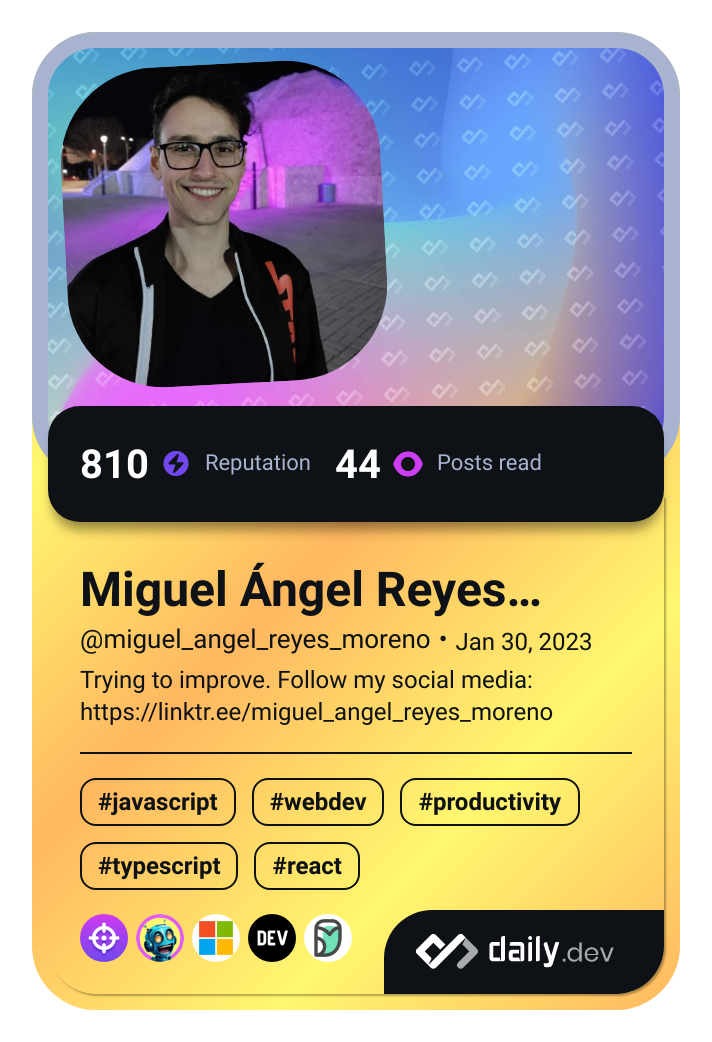 810 Reputation 44 Posts read
Miguel Ángel Reyes...
@miguel_angel_reyes_moreno • Jan 30, 2023
Trying to improve. Follow my social media:
https://linktr.ee/miguel_angel_reyes_moreno
#javascript #webdev #productivity
#typescript #react
DEV
daily.dev